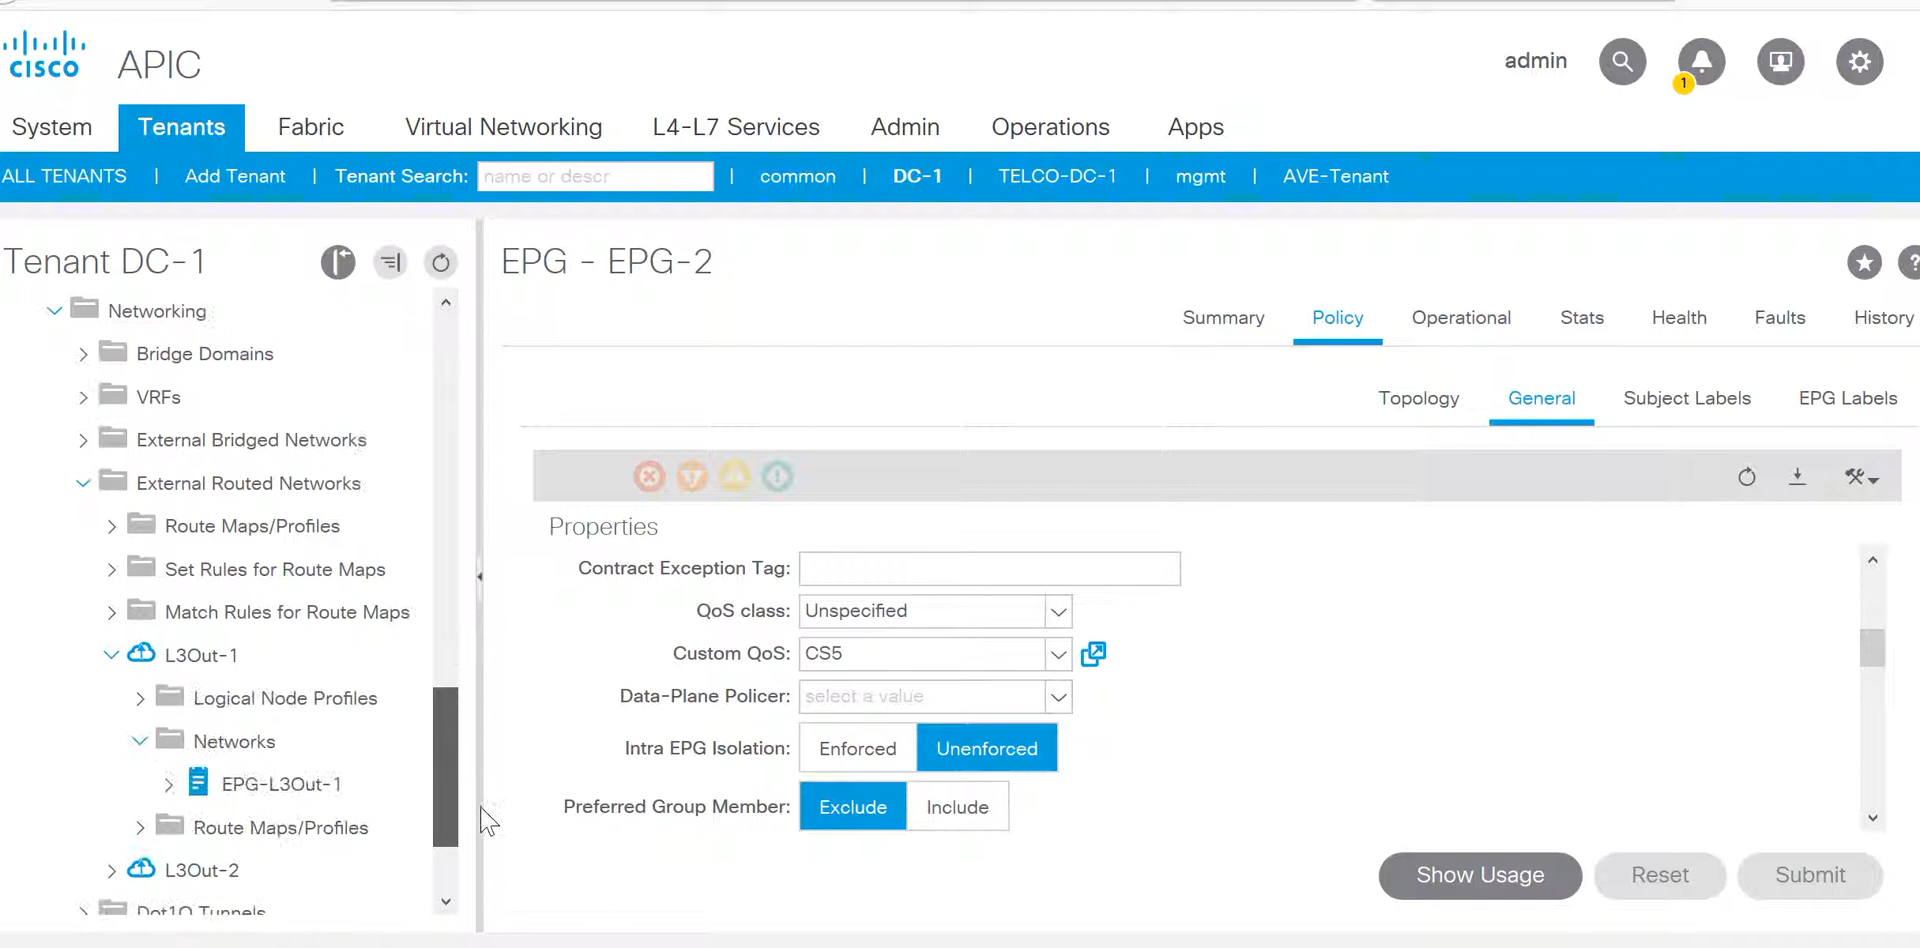 CISCO APIC
admin
1
System Tenants Fabric Virtual Networking L4-L7 Services Admin Operations Apps
ALL TENANTS | Add Tenant | Tenant Search: name or descr | common | DC-1 | TELCO-DC-1 | mgmt | AVE-Tenant
Tenant DC-1
Networking
Bridge Domains
VRFs
External Bridged Networks
External Routed Networks
Route Maps/Profiles
Set Rules for Route Maps
Match Rules for Route Maps
L3Out-1
Logical Node Profiles
Networks
EPG-L3Out-1
Route Maps/Profiles
L3Out-2
Dot1Q Tunnels
EPG - EPG-2
?
Summary Policy Operational Stats Health Faults History
Topology General Subject Labels EPG Labels
Properties
Contract Exception Tag:
QoS class: Unspecified
Custom QoS: CS5
Data-Plane Policer: select a value
Intra EPG Isolation: Enforced Unenforced
Preferred Group Member: Exclude Include
Show Usage Reset Submit